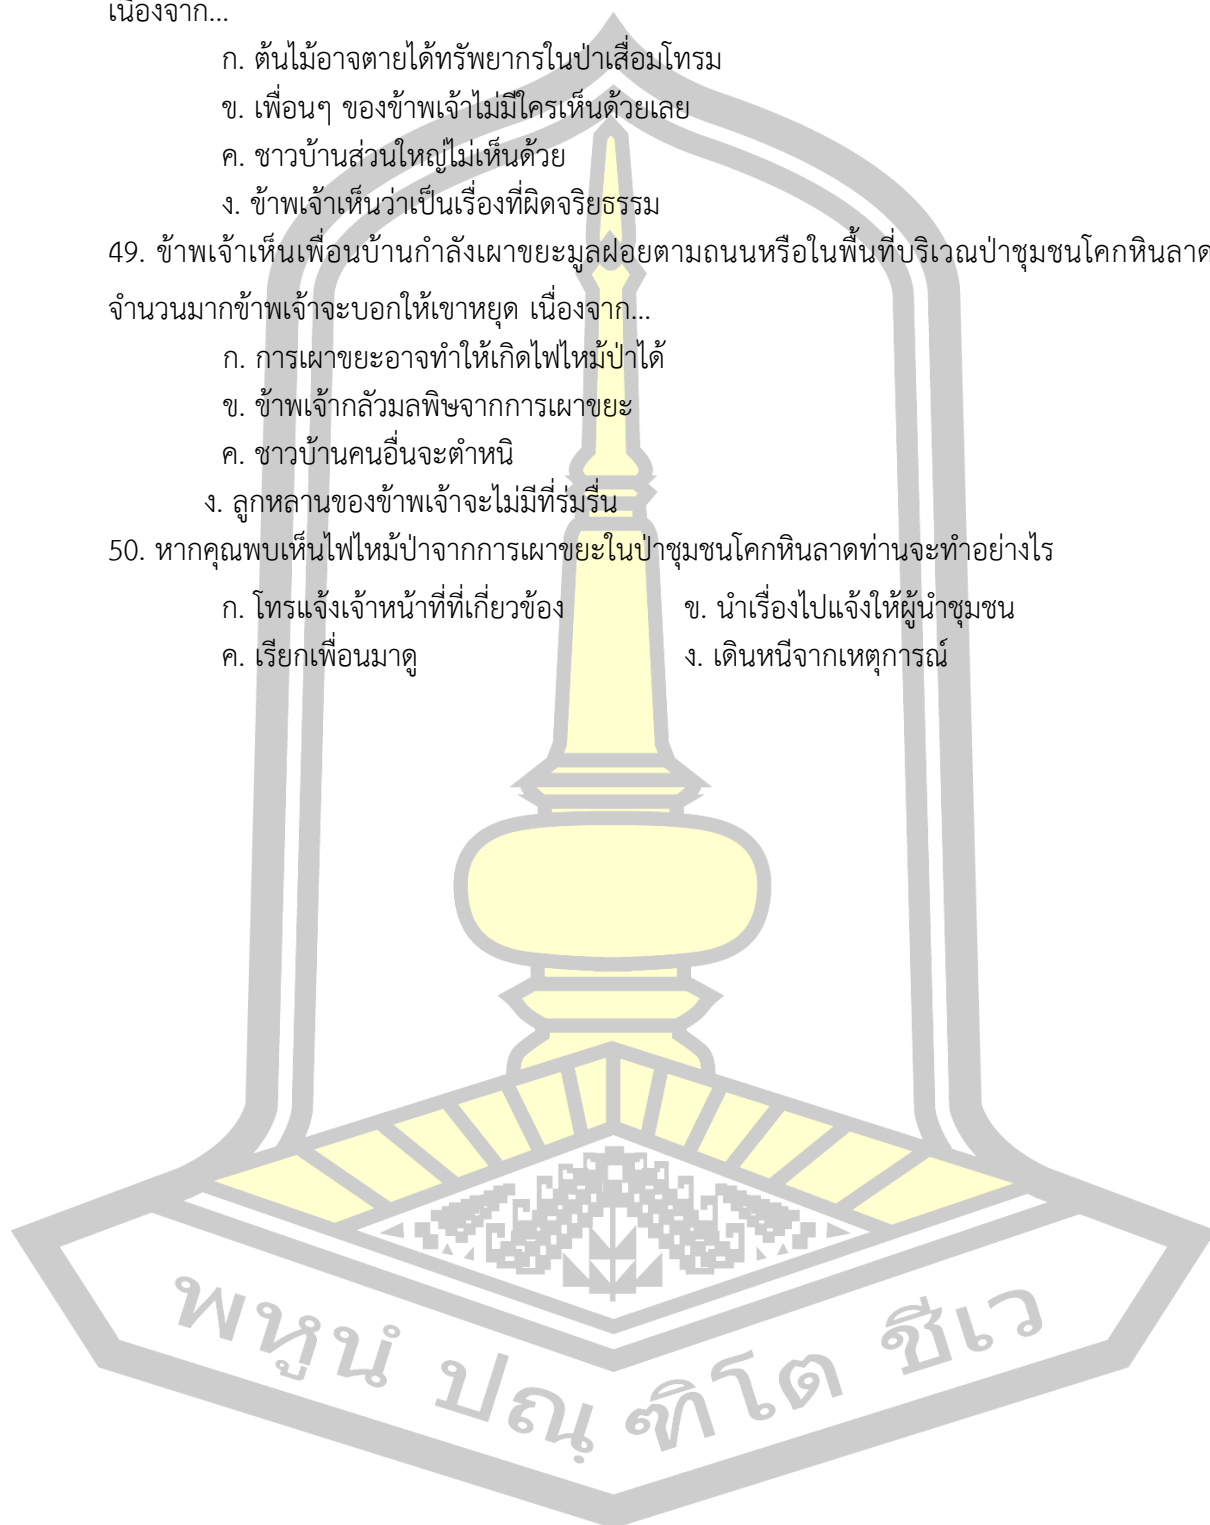 เนื่องจาก...
ก. ต้นไม้อาจตายได้ทรัพยากรในป่าเสื่อมโทรม
ข. เพื่อนๆ ของข้าพเจ้าไม่มีใครเห็นด้วยเลย
ค. ชาวบ้านส่วนใหญ่ไม่เห็นด้วย
ง. ข้าพเจ้าเห็นว่าเป็นเรื่องที่ผิดจริยธรรม
49. ข้าพเจ้าเห็นเพื่อนบ้านกำลังเผาขยะมูลฝอยตามถนนหรือในพื้นที่บริเวณป่าชุมชนโคกหินลาด
จำนวนมากข้าพเจ้าจะบอกให้เขาหยุด เนื่องจาก...
ก. การเผาขยะอาจทำให้เกิดไฟไหม้ป่าได้
ข. ข้าพเจ้ากลัวมลพิษจากการเผาขยะ
ค. ชาวบ้านคนอื่นจะตำหนิ
ง. ลูกหลานของข้าพเจ้าจะไม่มีที่ร่มรื่น
50. หากคุณพบเห็นไฟไหม้ป่าจากการเผาขยะในป่าชุมชนโคกหินลาดท่านจะทำอย่างไร
ก. โทรแจ้งเจ้าหน้าที่ที่เกี่ยวข้อง ข. นำเรื่องไปแจ้งให้ผู้นำชุมชน
ค. เรียกเพื่อนมาดู ง. เดินหนีจากเหตุการณ์
พหูนํ ปณฺฑิโต ชีเว